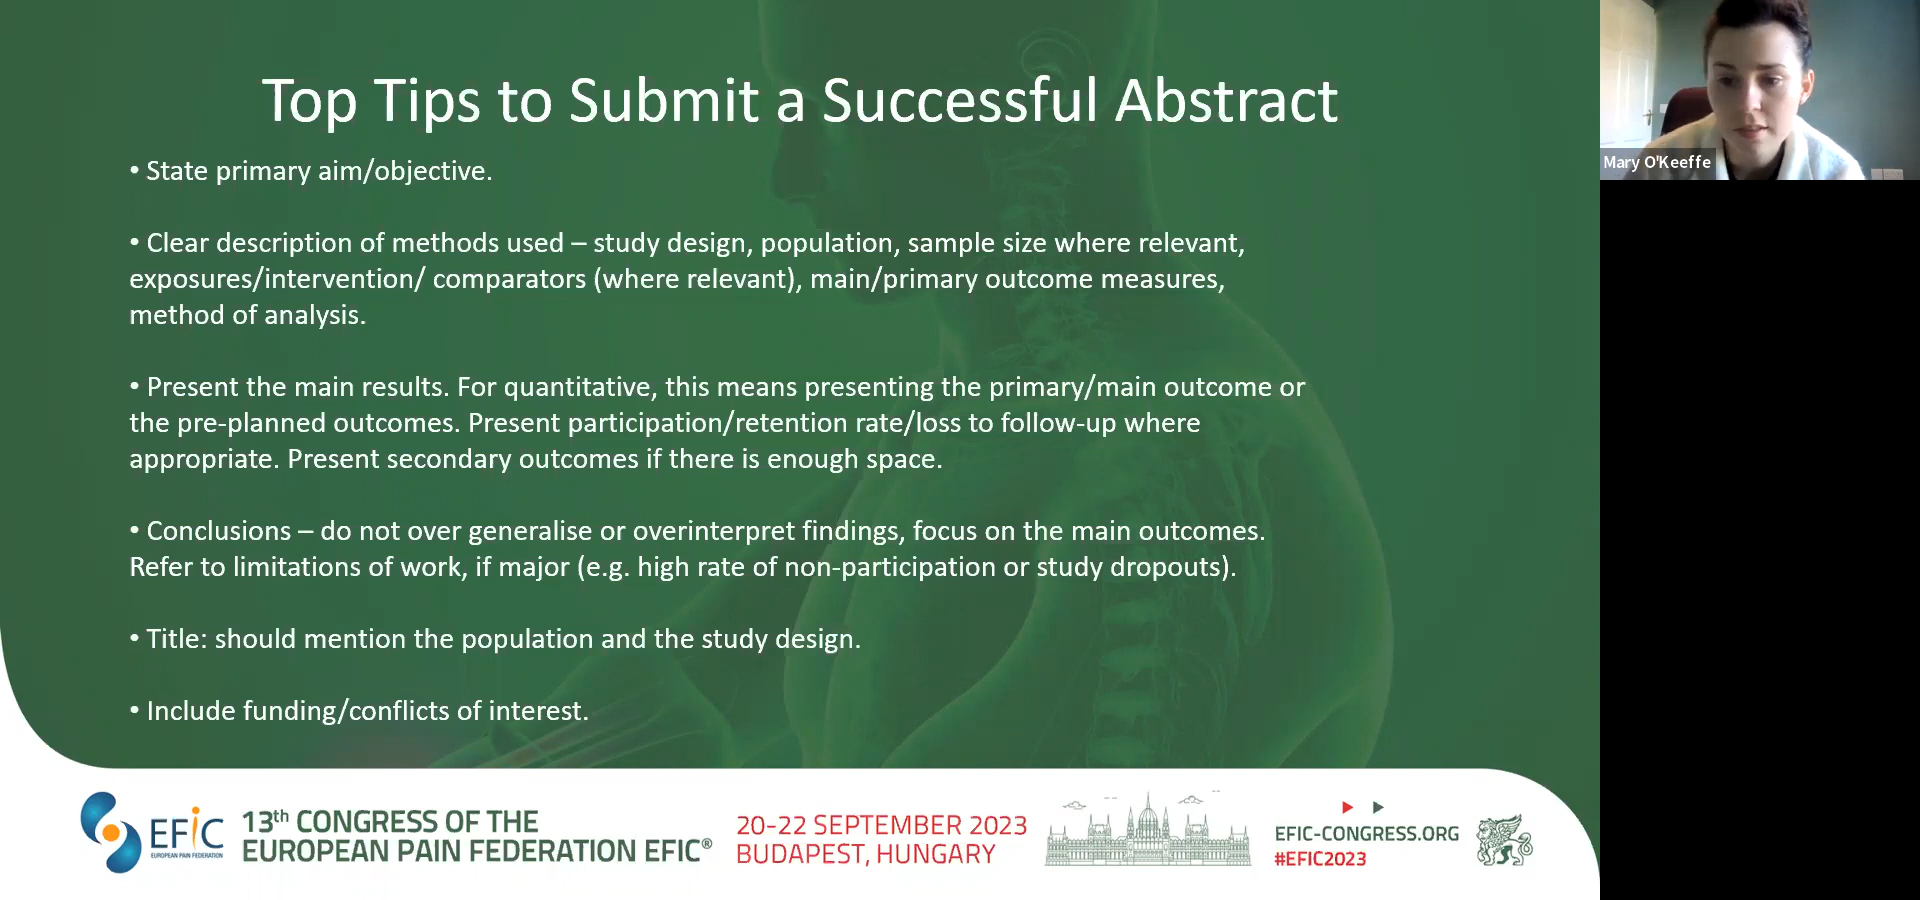 Top Tips to Submit a Successful Abstract
• State primary aim/objective.
• Clear description of methods used – study design, population, sample size where relevant,
exposures/intervention/ comparators (where relevant), main/primary outcome measures,
method of analysis.
• Present the main results. For quantitative, this means presenting the primary/main outcome or
the pre-planned outcomes. Present participation/retention rate/loss to follow-up where
appropriate. Present secondary outcomes if there is enough space.
• Conclusions – do not over generalise or overinterpret findings, focus on the main outcomes.
Refer to limitations of work, if major (e.g. high rate of non-participation or study dropouts).
• Title: should mention the population and the study design.
• Include funding/conflicts of interest.
Mary O'Keeffe
EFiC
EUROPEAN PAIN FEDERATION
13th CONGRESS OF THE
EUROPEAN PAIN FEDERATION EFIC®
20-22 SEPTEMBER 2023
BUDAPEST, HUNGARY
EFIC-CONGRESS.ORG
#EFIC2023